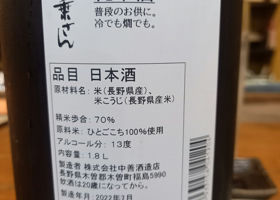 桑さん
普段のお供に。
冷でも燗でも。
品目 日本酒
原材料名：米（長野県産）、
米こうじ（長野県産米）
精米歩合：70%
原料米：ひとごこち100%使用
アルコール分：13度
内容量：1.8L
製造者 株式会社中善酒造店
長野県木曽郡木曽町福島5990
飲酒は20歳になってから。
製造年月 2022年7月